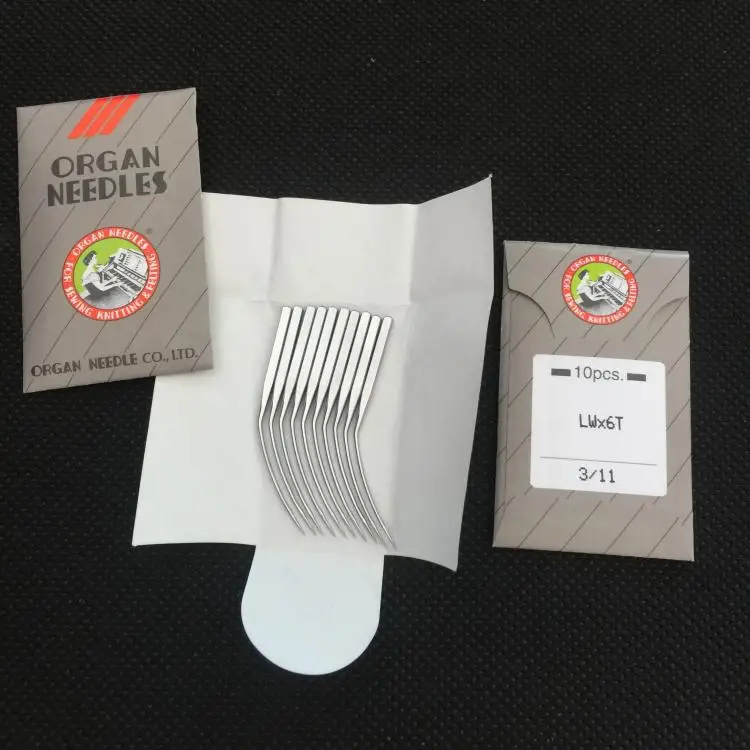 ORGAN
NEEDLES
ORGAN NEEDLES
®
FOR SEWING, KNITTING & FELTING
ORGAN NEEDLE CO., LTD.
ORGAN NEEDLES
®
FOR SEWING, KNITTING & FELTING
10pcs.
LWx6T
3/11